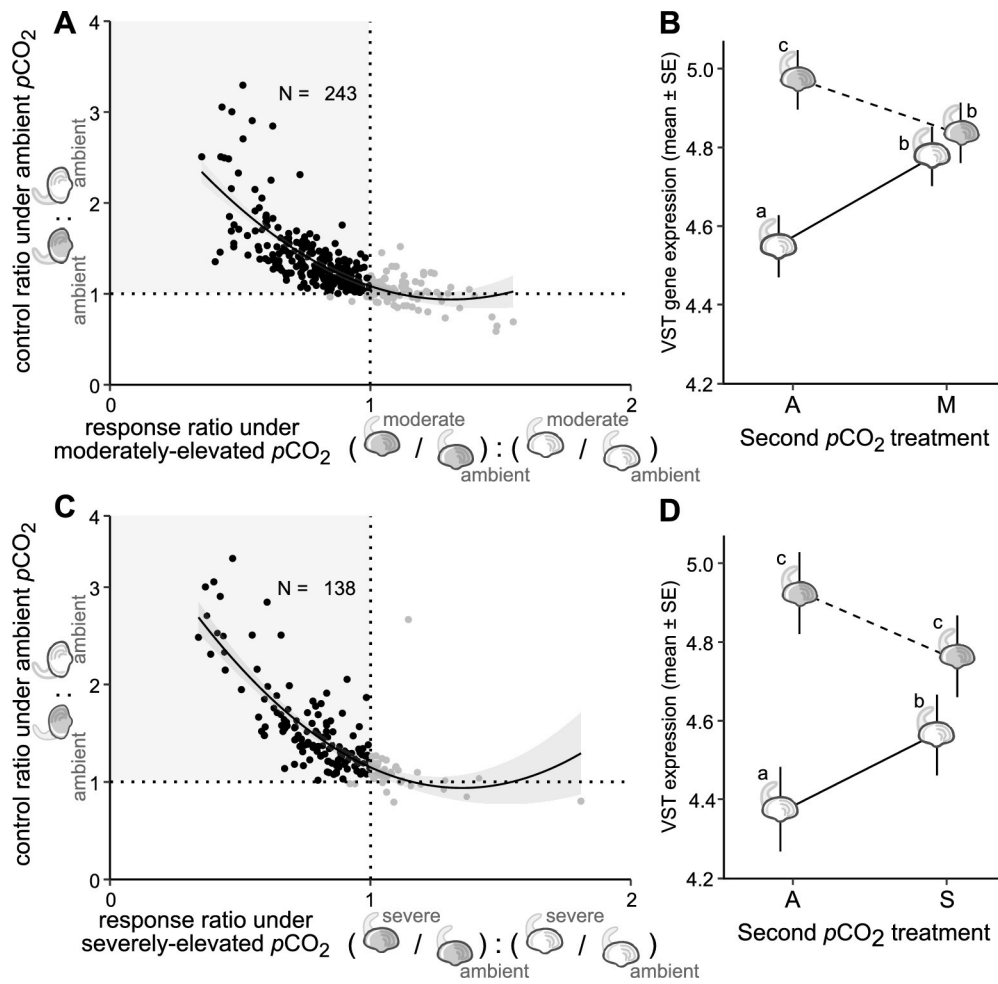 A
4
3
2
1
0
N = 243
control ratio under ambient pCO2
ambient : ambient
0 1 2
response ratio under
moderately-elevated pCO2
( moderate / ambient ) : ( moderate / ambient )
B
5.0
4.8
4.6
4.4
4.2
VST gene expression (mean ± SE)
c
b
b
a
A M
Second pCO2 treatment
C
4
3
2
1
0
N = 138
control ratio under ambient pCO2
ambient : ambient
0 1 2
response ratio under
severely-elevated pCO2
( severe / ambient ) : ( severe / ambient )
D
5.0
4.8
4.6
4.4
4.2
VST expression (mean ± SE)
c
c
b
a
A S
Second pCO2 treatment